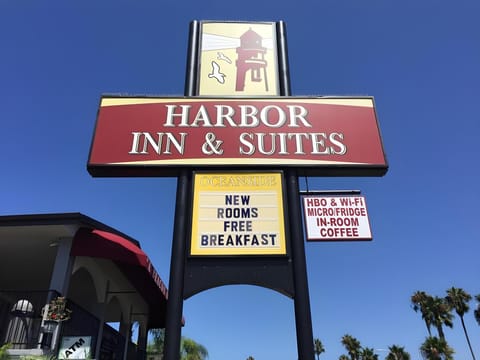 HARBOR
INN & SUITES
OCEANSIDE
NEW
ROOMS
FREE
BREAKFAST
HBO & WI-FI
MICRO/FRIDGE
IN-ROOM
COFFEE
ATM